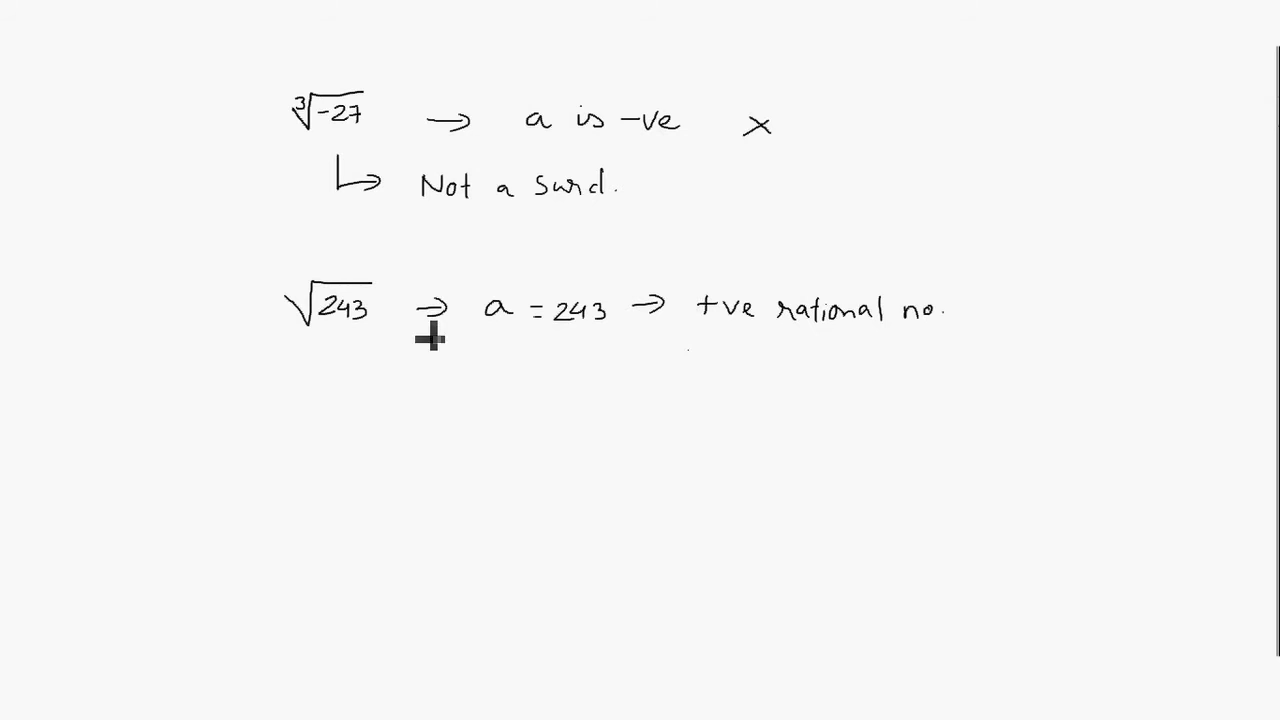 ∛-27 → a is -ve ×
↳ Not a surd.
√243 ⇒ a = 243 → +ve rational no.